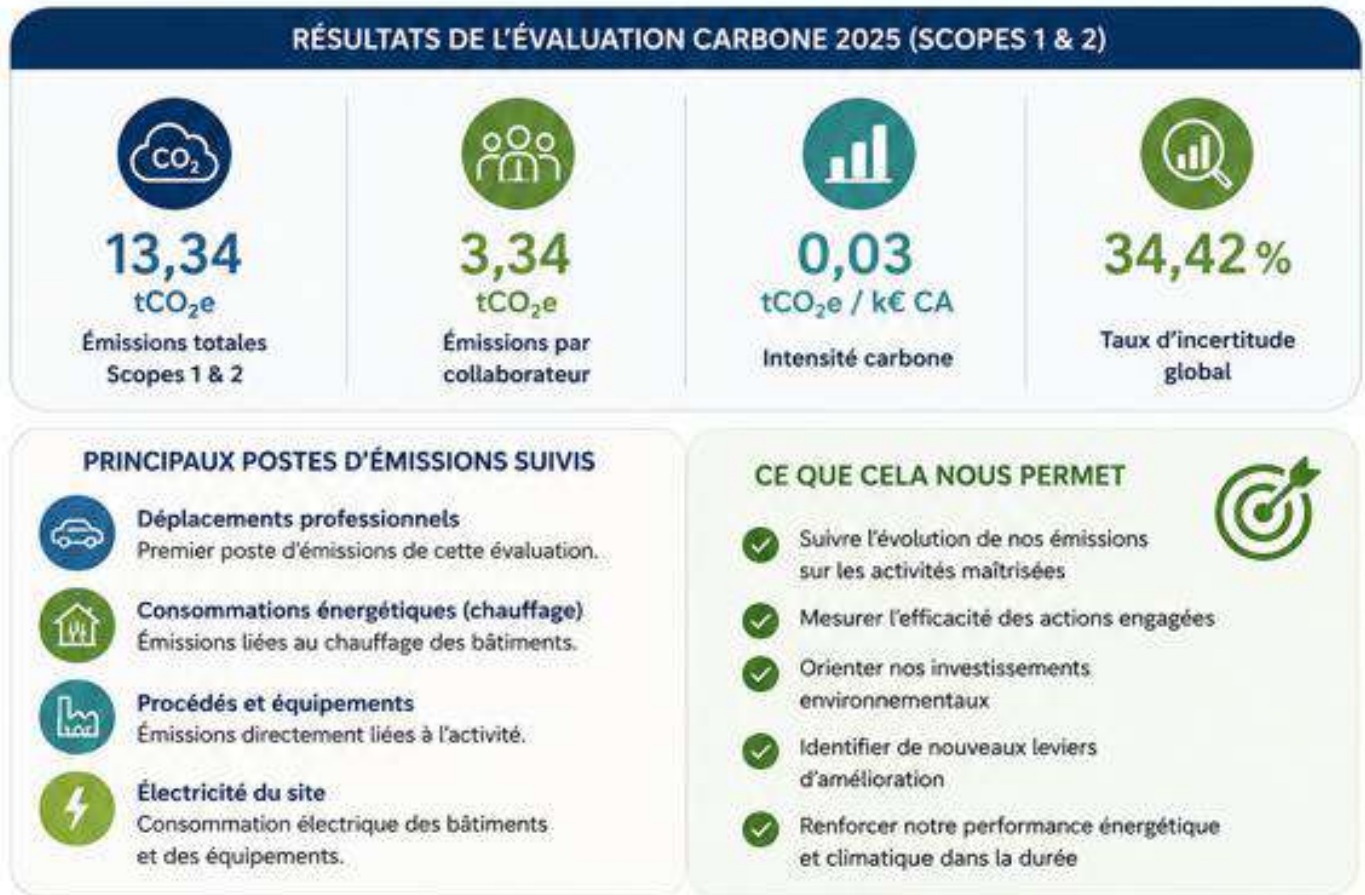 RÉSULTATS DE L'ÉVALUATION CARBONE 2025 (SCOPES 1 & 2)
CO₂
13,34
tCO₂e
Émissions totales
Scopes 1 & 2
3,34
tCO₂e
Émissions par
collaborateur
0,03
tCO₂e / k€ CA
Intensité carbone
34,42 %
Taux d'incertitude
global
PRINCIPAUX POSTES D'ÉMISSIONS SUIVIS
Déplacements professionnels
Premier poste d'émissions de cette évaluation.
Consommations énergétiques (chauffage)
Émissions liées au chauffage des bâtiments.
Procédés et équipements
Émissions directement liées à l'activité.
Électricité du site
Consommation électrique des bâtiments
et des équipements.
CE QUE CELA NOUS PERMET
Suivre l'évolution de nos émissions
sur les activités maîtrisées
Mesurer l'efficacité des actions engagées
Orienter nos investissements
environnementaux
Identifier de nouveaux leviers
d'amélioration
Renforcer notre performance énergétique
et climatique dans la durée